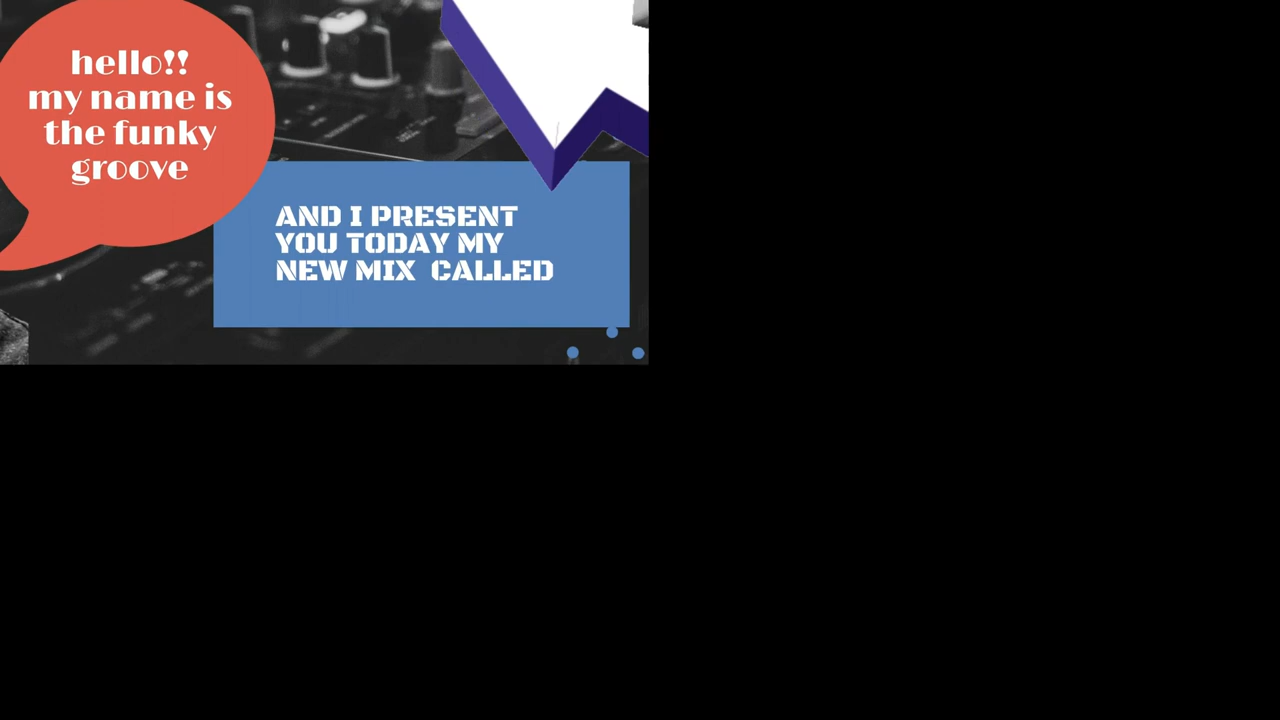 hello!!
my name is
the funky
groove
AND I PRESENT
YOU TODAY MY
NEW MIX  CALLED